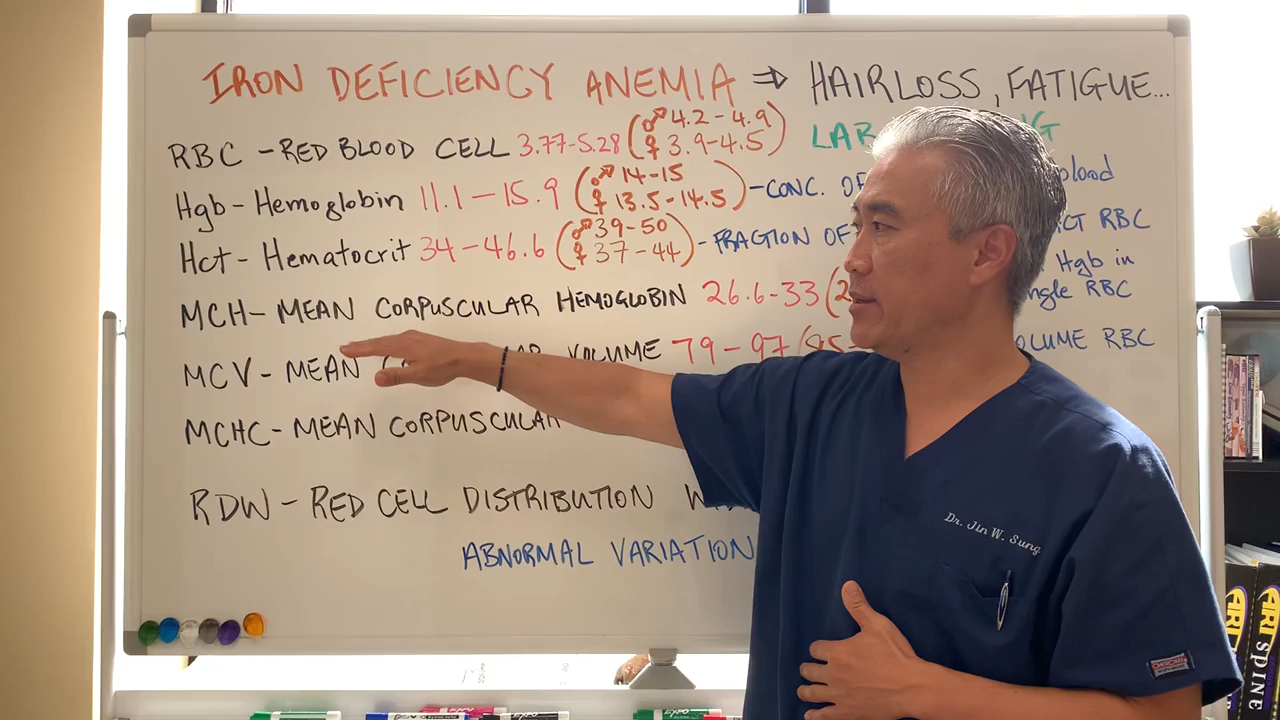 IRON DEFICIENCY ANEMIA ⇒ HAIRLOSS, FATIGUE...
RBC - RED BLOOD CELL 3.77-5.28 (♂ 4.2 - 4.9 ♀ 3.9-4.5) LAR
Hgb - Hemoglobin 11.1 - 15.9 (♂ 14-15 ♀ 13.5 - 14.5) - CONC. OF blood
Hct - Hematocrit 34 - 46.6 (♂ 39-50 ♀ 37-44) - FRACTION OF RBC
MCH - MEAN CORPUSCULAR HEMOGLOBIN 26.6-33 (2 Hgb in
RBC
MCV - MEAN VOLUME 79 - 97 RBC
MCHC - MEAN CORPUSCULAR
RDW - RED CELL DISTRIBUTION
ABNORMAL VARIATION
Dr. Jin W. Sung
EXPO
SPINE